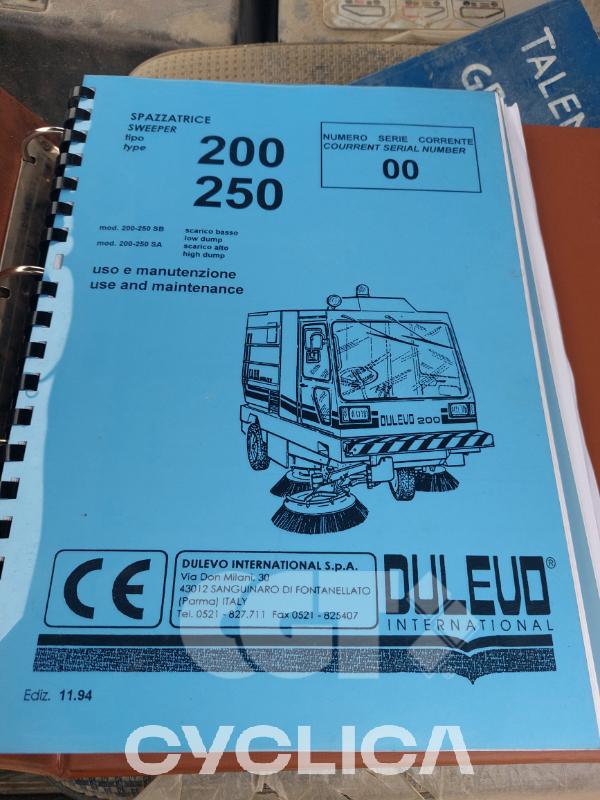 SPAZZATRICE
SWEEPER
tipo
type
200
250
NUMERO SERIE CORRENTE
COURRENT SERIAL NUMBER
00
mod. 200-250 SB scarico basso
low dump
mod. 200-250 SA scarico alto
high dump
uso e manutenzione
use and maintenance
DULEVO 200
CE
DULEVO INTERNATIONAL S.p.A.
Via Don Milani, 30
43012 SANGUINARO DI FONTANELLATO
(Parma) ITALY
Tel. 0521 - 827.711 Fax 0521 - 825407
DULEVO®
INTERNATIONAL
Ediz. 11.94
CYCLICA
TALEN